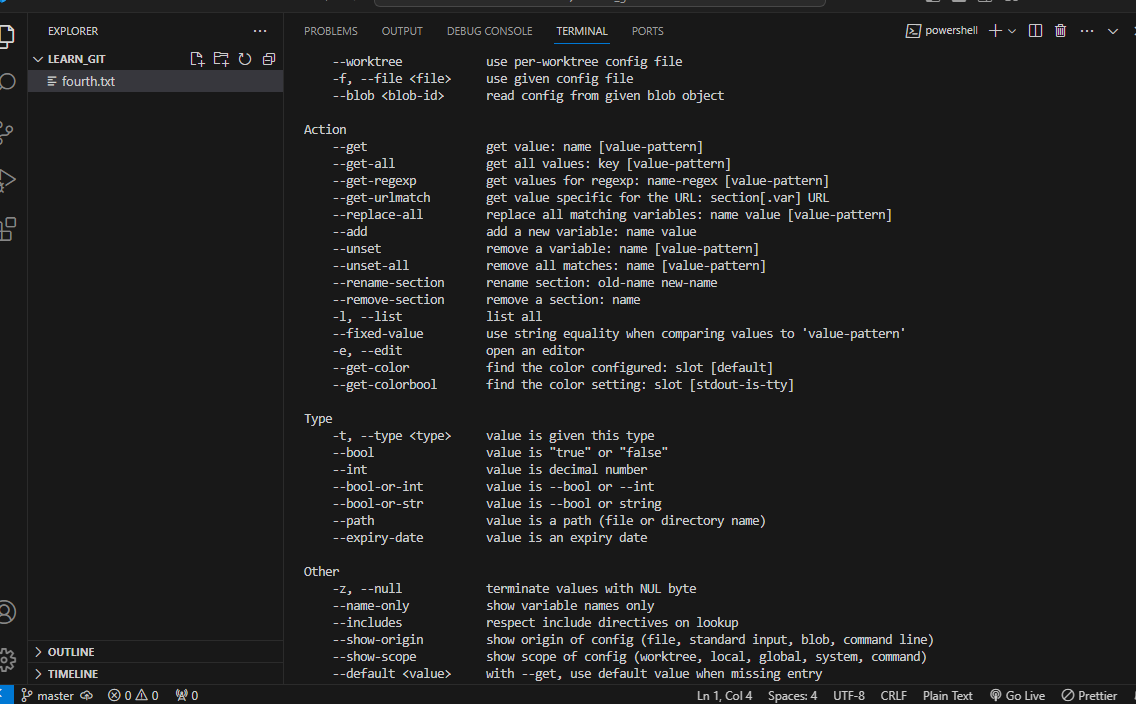 EXPLORER
PROBLEMS OUTPUT DEBUG CONSOLE TERMINAL PORTS
powershell
LEARN_GIT
fourth.txt
--worktree use per-worktree config file
-f, --file <file> use given config file
--blob <blob-id> read config from given blob object
Action
--get get value: name [value-pattern]
--get-all get all values: key [value-pattern]
--get-regexp get values for regexp: name-regex [value-pattern]
--get-urlmatch get value specific for the URL: section[.var] URL
--replace-all replace all matching variables: name value [value-pattern]
--add add a new variable: name value
--unset remove a variable: name [value-pattern]
--unset-all remove all matches: name [value-pattern]
--rename-section rename section: old-name new-name
--remove-section remove a section: name
-l, --list list all
--fixed-value use string equality when comparing values to 'value-pattern'
-e, --edit open an editor
--get-color find the color configured: slot [default]
--get-colorbool find the color setting: slot [stdout-is-tty]
Type
-t, --type <type> value is given this type
--bool value is "true" or "false"
--int value is decimal number
--bool-or-int value is --bool or --int
--bool-or-str value is --bool or string
--path value is a path (file or directory name)
--expiry-date value is an expiry date
Other
-z, --null terminate values with NUL byte
--name-only show variable names only
--includes respect include directives on lookup
--show-origin show origin of config (file, standard input, blob, command line)
--show-scope show scope of config (worktree, local, global, system, command)
--default <value> with --get, use default value when missing entry
OUTLINE
TIMELINE
master 0 0 0 Ln 1, Col 4 Spaces: 4 UTF-8 CRLF Plain Text Go Live Prettier